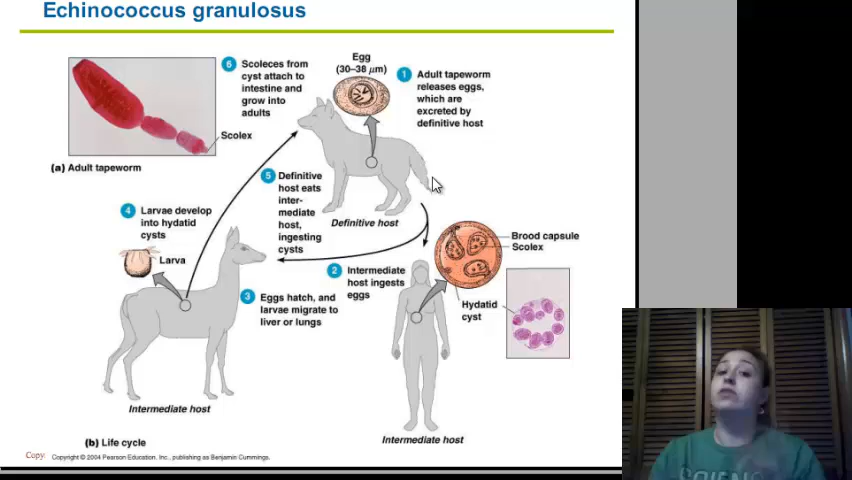 Echinococcus granulosus
6 Scoleces from
cyst attach to
intestine and
grow into
adults
Egg
(30–38 μm)
1 Adult tapeworm
releases eggs,
which are
excreted by
definitive host
Scolex
(a) Adult tapeworm
5 Definitive
host eats
inter-
mediate
host,
ingesting
cysts
4 Larvae develop
into hydatid
cysts
Definitive host
Brood capsule
Scolex
Larva
2 Intermediate
host ingests
eggs
3 Eggs hatch, and
larvae migrate to
liver or lungs
Hydatid
cyst
Intermediate host
Intermediate host
(b) Life cycle
Copy
Copyright © 2004 Pearson Education, Inc., publishing as Benjamin Cummings.